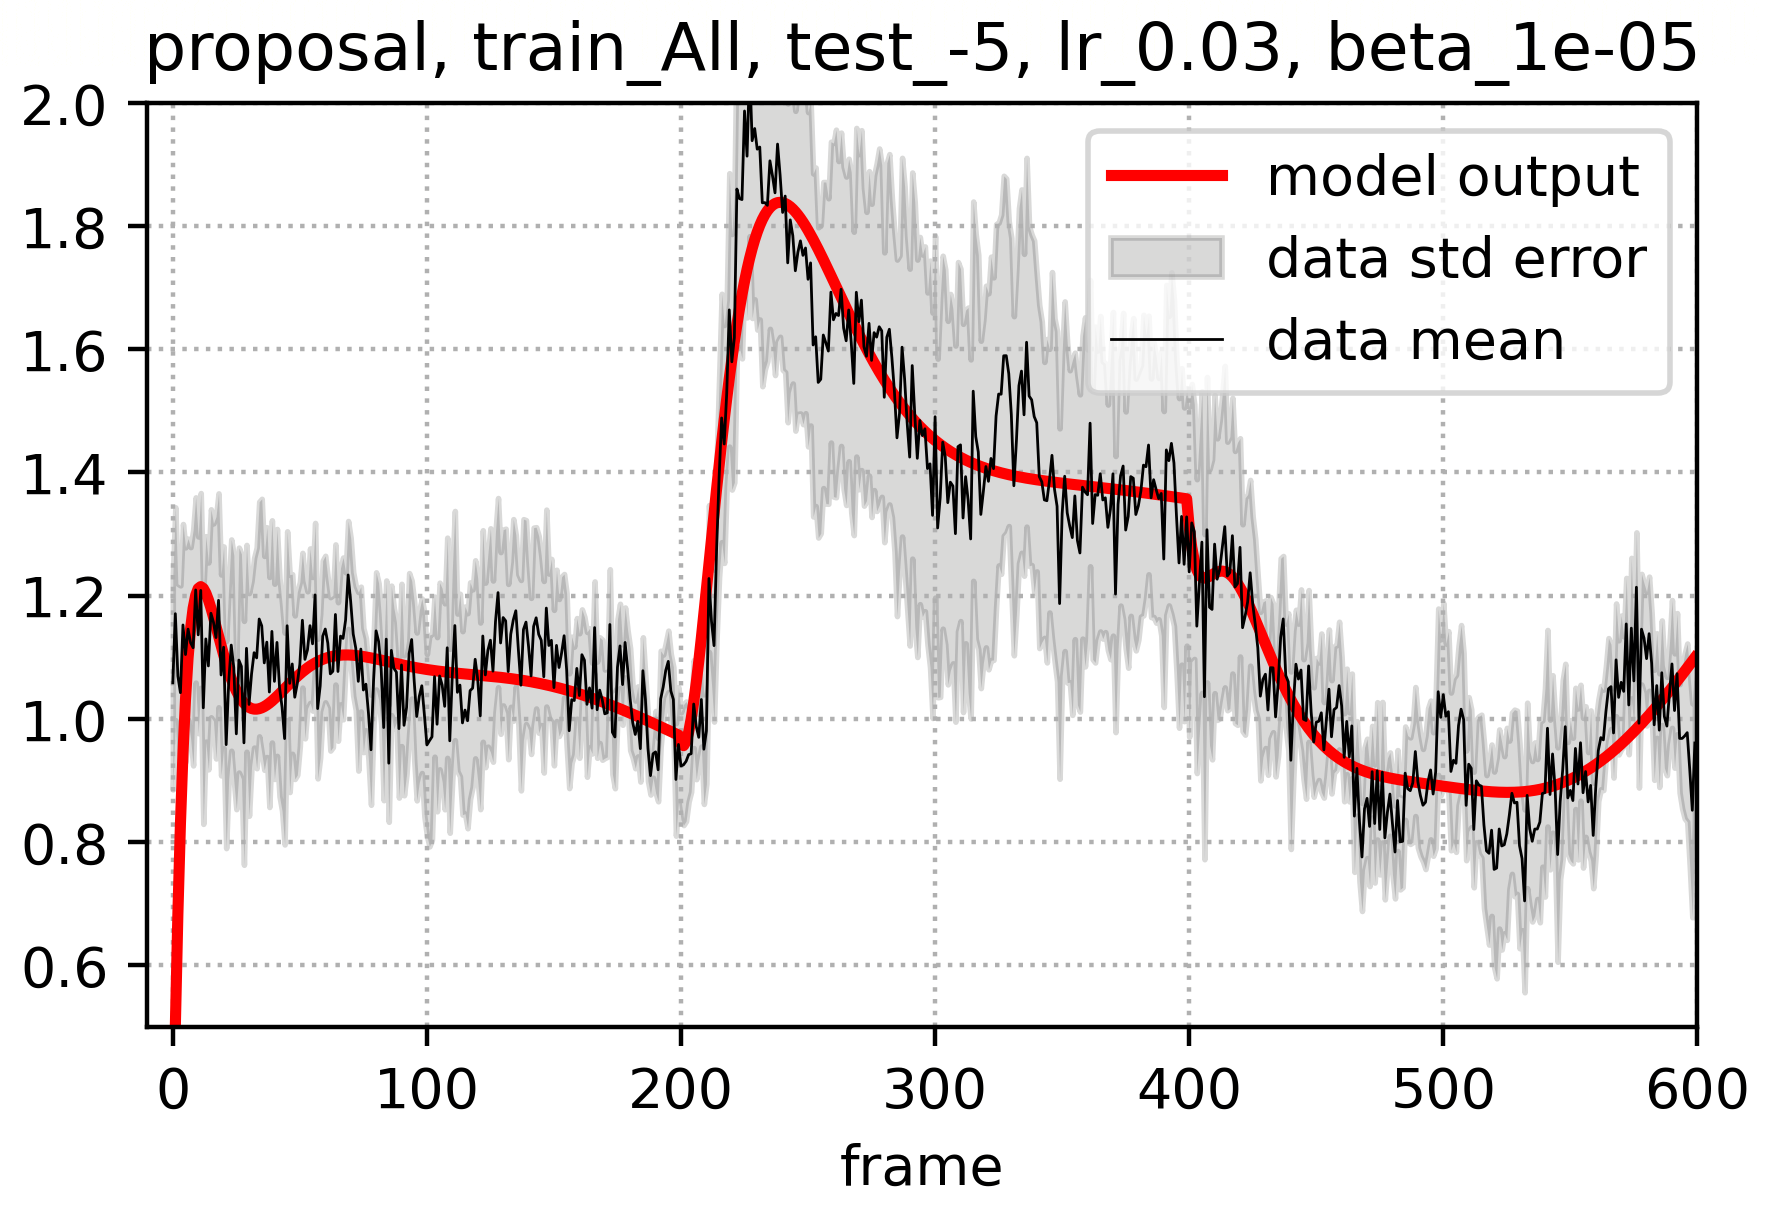 proposal, train_All, test_-5, lr_0.03, beta_1e-05
2.0
1.8
1.6
1.4
1.2
1.0
0.8
0.6
model output
data std error
data mean
0 100 200 300 400 500 600
frame